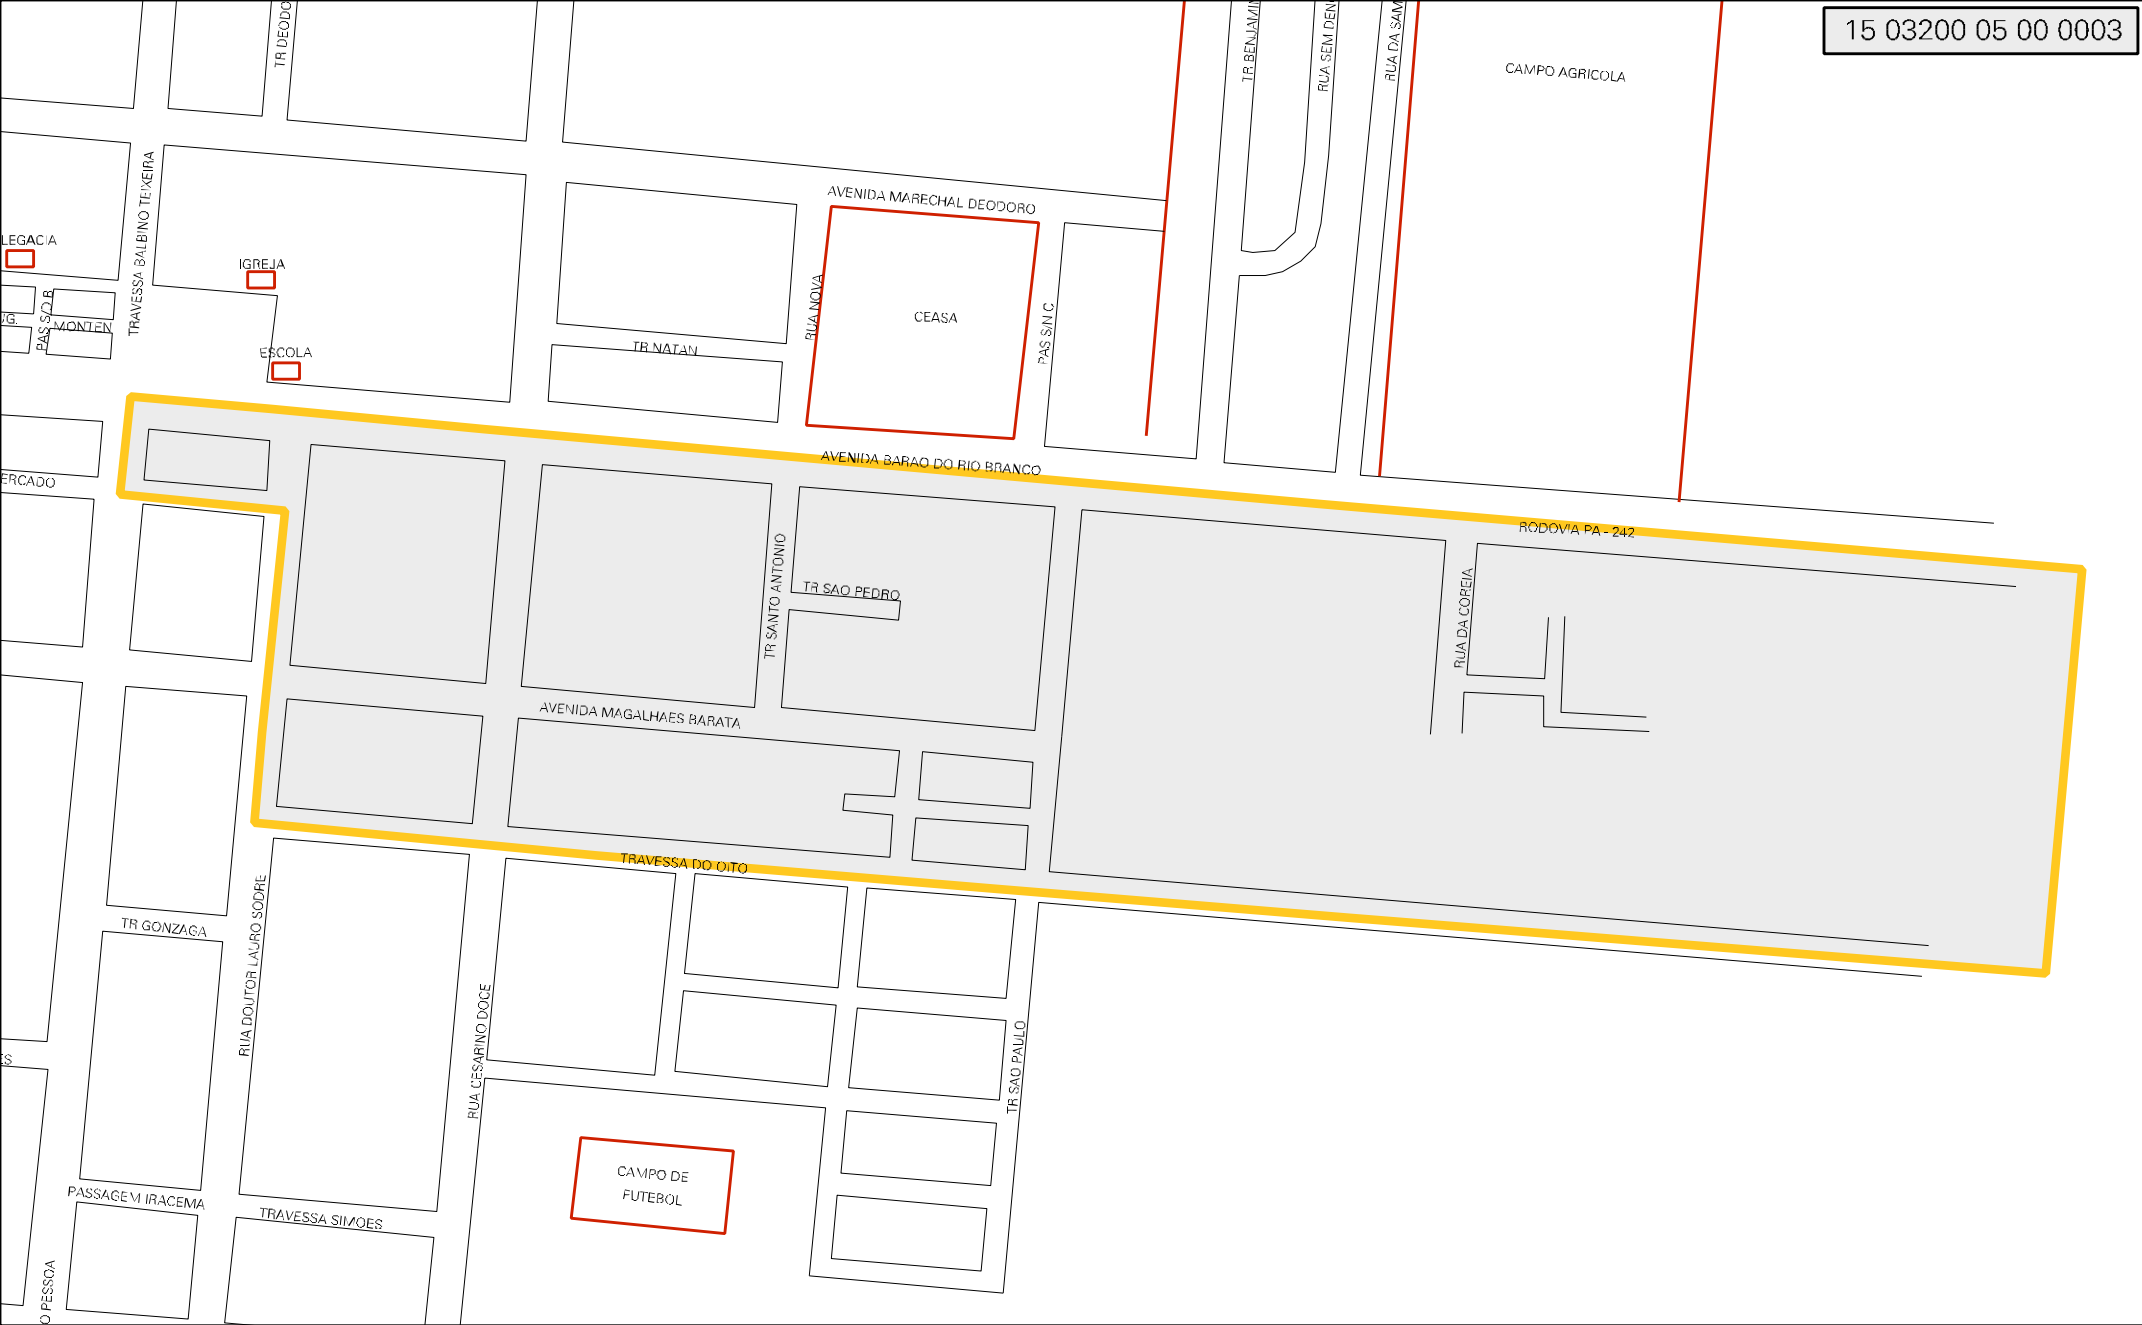 15 03200 05 00 0003
TR DEODO
TR BENJAMIN
RUA SEM DEN
RUA DA SAM
CAMPO AGRICOLA
TRAVESSA BALBINO TEIXEIRA
AVENIDA MARECHAL DEODORO
LEGACIA
IGREJA
RUA NOVA
CEASA
PAS S/N C
PAS S/D B
MONTEN
TR NATAN
ESCOLA
AVENIDA BARAO DO RIO BRANCO
ERCADO
RODOVIA PA - 242
TR SANTO ANTONIO
TR SAO PEDRO
RUA DA COREIA
AVENIDA MAGALHAES BARATA
TRAVESSA DO OITO
RUA DOUTOR LAURO SODRE
TR GONZAGA
RUA CESARINO DOCE
TR SAO PAULO
ES
CAMPO DE
FUTEBOL
PASSAGEM IRACEMA
TRAVESSA SIMOES
O PESSOA